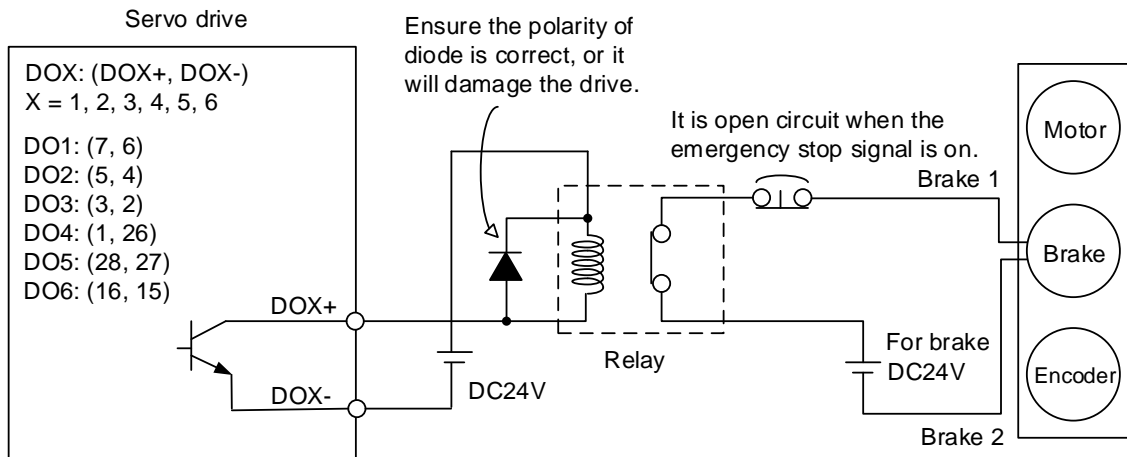 Servo drive
DOX: (DOX+, DOX-)
X = 1, 2, 3, 4, 5, 6
DO1: (7, 6)
DO2: (5, 4)
DO3: (3, 2)
DO4: (1, 26)
DO5: (28, 27)
DO6: (16, 15)
DOX+
DOX-
Ensure the polarity of
diode is correct, or it
will damage the drive.
DC24V
Relay
It is open circuit when the
emergency stop signal is on.
Brake 1
For brake
DC24V
Brake 2
Motor
Brake
Encoder